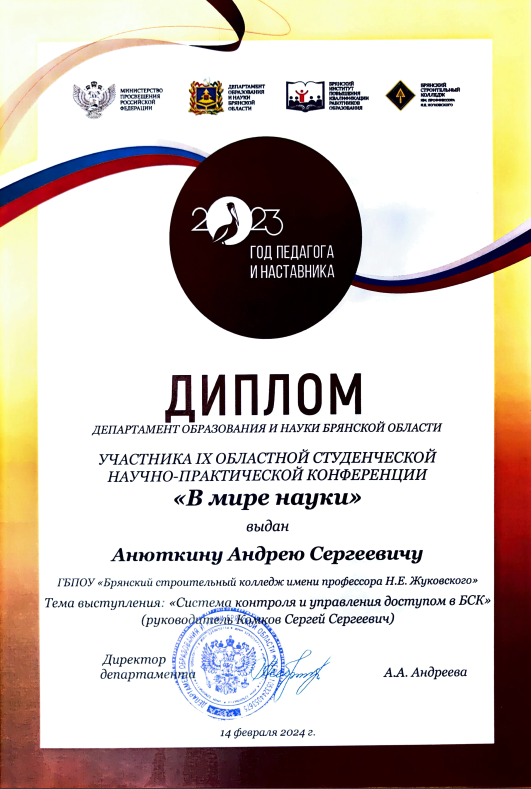 МИНИСТЕРСТВО
ПРОСВЕЩЕНИЯ
РОССИЙСКОЙ
ФЕДЕРАЦИИ
ДЕПАРТАМЕНТ
ОБРАЗОВАНИЯ
И НАУКИ
БРЯНСКОЙ
ОБЛАСТИ
БРЯНСКИЙ
ИНСТИТУТ
ПОВЫШЕНИЯ
КВАЛИФИКАЦИИ
РАБОТНИКОВ
ОБРАЗОВАНИЯ
БРЯНСКИЙ
СТРОИТЕЛЬНЫЙ
КОЛЛЕДЖ
ИМ. ПРОФЕССОРА
Н.Е. ЖУКОВСКОГО
2023
ГОД ПЕДАГОГА
И НАСТАВНИКА
ДИПЛОМ
ДЕПАРТАМЕНТ ОБРАЗОВАНИЯ И НАУКИ БРЯНСКОЙ ОБЛАСТИ
УЧАСТНИКА IX ОБЛАСТНОЙ СТУДЕНЧЕСКОЙ
НАУЧНО-ПРАКТИЧЕСКОЙ КОНФЕРЕНЦИИ
«В мире науки»
выдан
Анюткину Андрею Сергеевичу
ГБПОУ «Брянский строительный колледж имени профессора Н.Е. Жуковского»
Тема выступления: «Система контроля и управления доступом в БСК»
(руководитель Комков Сергей Сергеевич)
Директор
департамента
А.А. Андреева
14 февраля 2024 г.